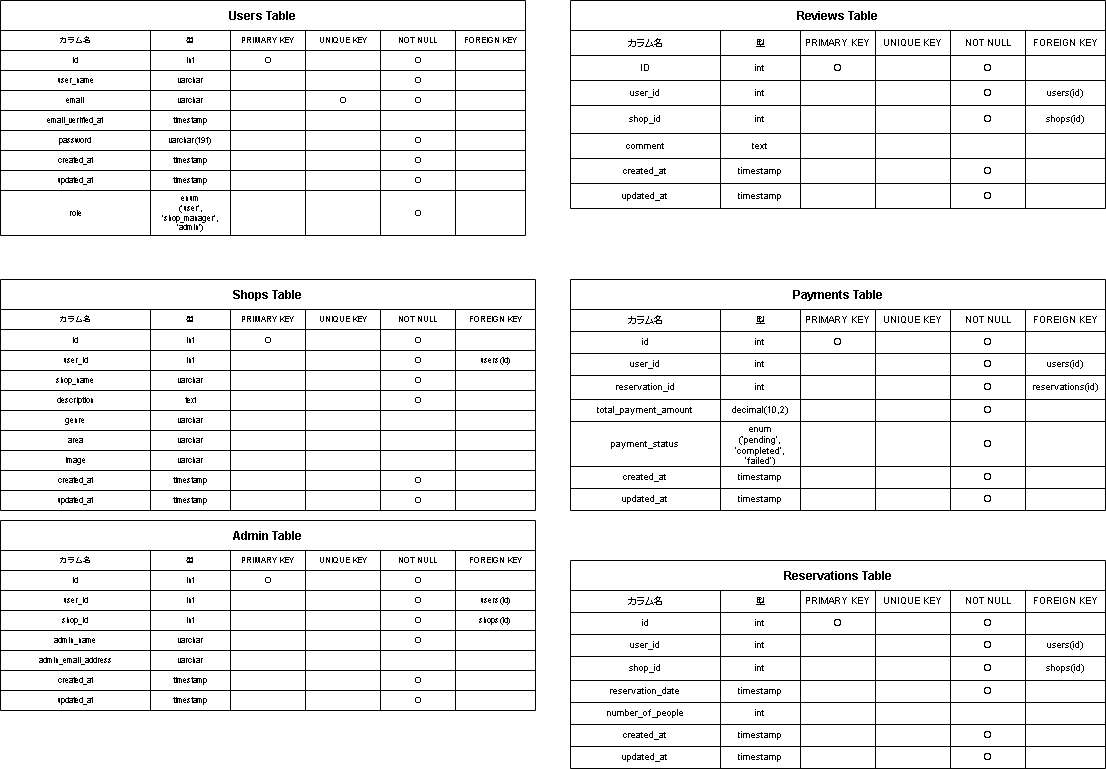 Users Table
カラム名 型 PRIMARY KEY UNIQUE KEY NOT NULL FOREIGN KEY
id int ○ ○
user_name varchar ○
email varchar ○ ○
email_verified_at timestamp
password varchar(191) ○
created_at timestamp ○
updated_at timestamp ○
role enum ('user', 'shop_manager', 'admin') ○
Reviews Table
カラム名 型 PRIMARY KEY UNIQUE KEY NOT NULL FOREIGN KEY
ID int ○ ○
user_id int ○ users(id)
shop_id int ○ shops(id)
comment text
created_at timestamp ○
updated_at timestamp ○
Shops Table
カラム名 型 PRIMARY KEY UNIQUE KEY NOT NULL FOREIGN KEY
id int ○ ○
user_id int ○ users(id)
shop_name varchar ○
description text ○
genre varchar
area varchar
image varchar
created_at timestamp ○
updated_at timestamp ○
Payments Table
カラム名 型 PRIMARY KEY UNIQUE KEY NOT NULL FOREIGN KEY
id int ○ ○
user_id int ○ users(id)
reservation_id int ○ reservations(id)
total_payment_amount decimal(10,2) ○
payment_status enum ('pending', 'completed', 'failed') ○
created_at timestamp ○
updated_at timestamp ○
Admin Table
カラム名 型 PRIMARY KEY UNIQUE KEY NOT NULL FOREIGN KEY
id int ○ ○
user_id int ○ users(id)
shop_id int ○ shops(id)
admin_name varchar ○
admin_email_address varchar
created_at timestamp ○
updated_at timestamp ○
Reservations Table
カラム名 型 PRIMARY KEY UNIQUE KEY NOT NULL FOREIGN KEY
id int ○ ○
user_id int ○ users(id)
shop_id int ○ shops(id)
reservation_date timestamp ○
number_of_people int
created_at timestamp ○
updated_at timestamp ○